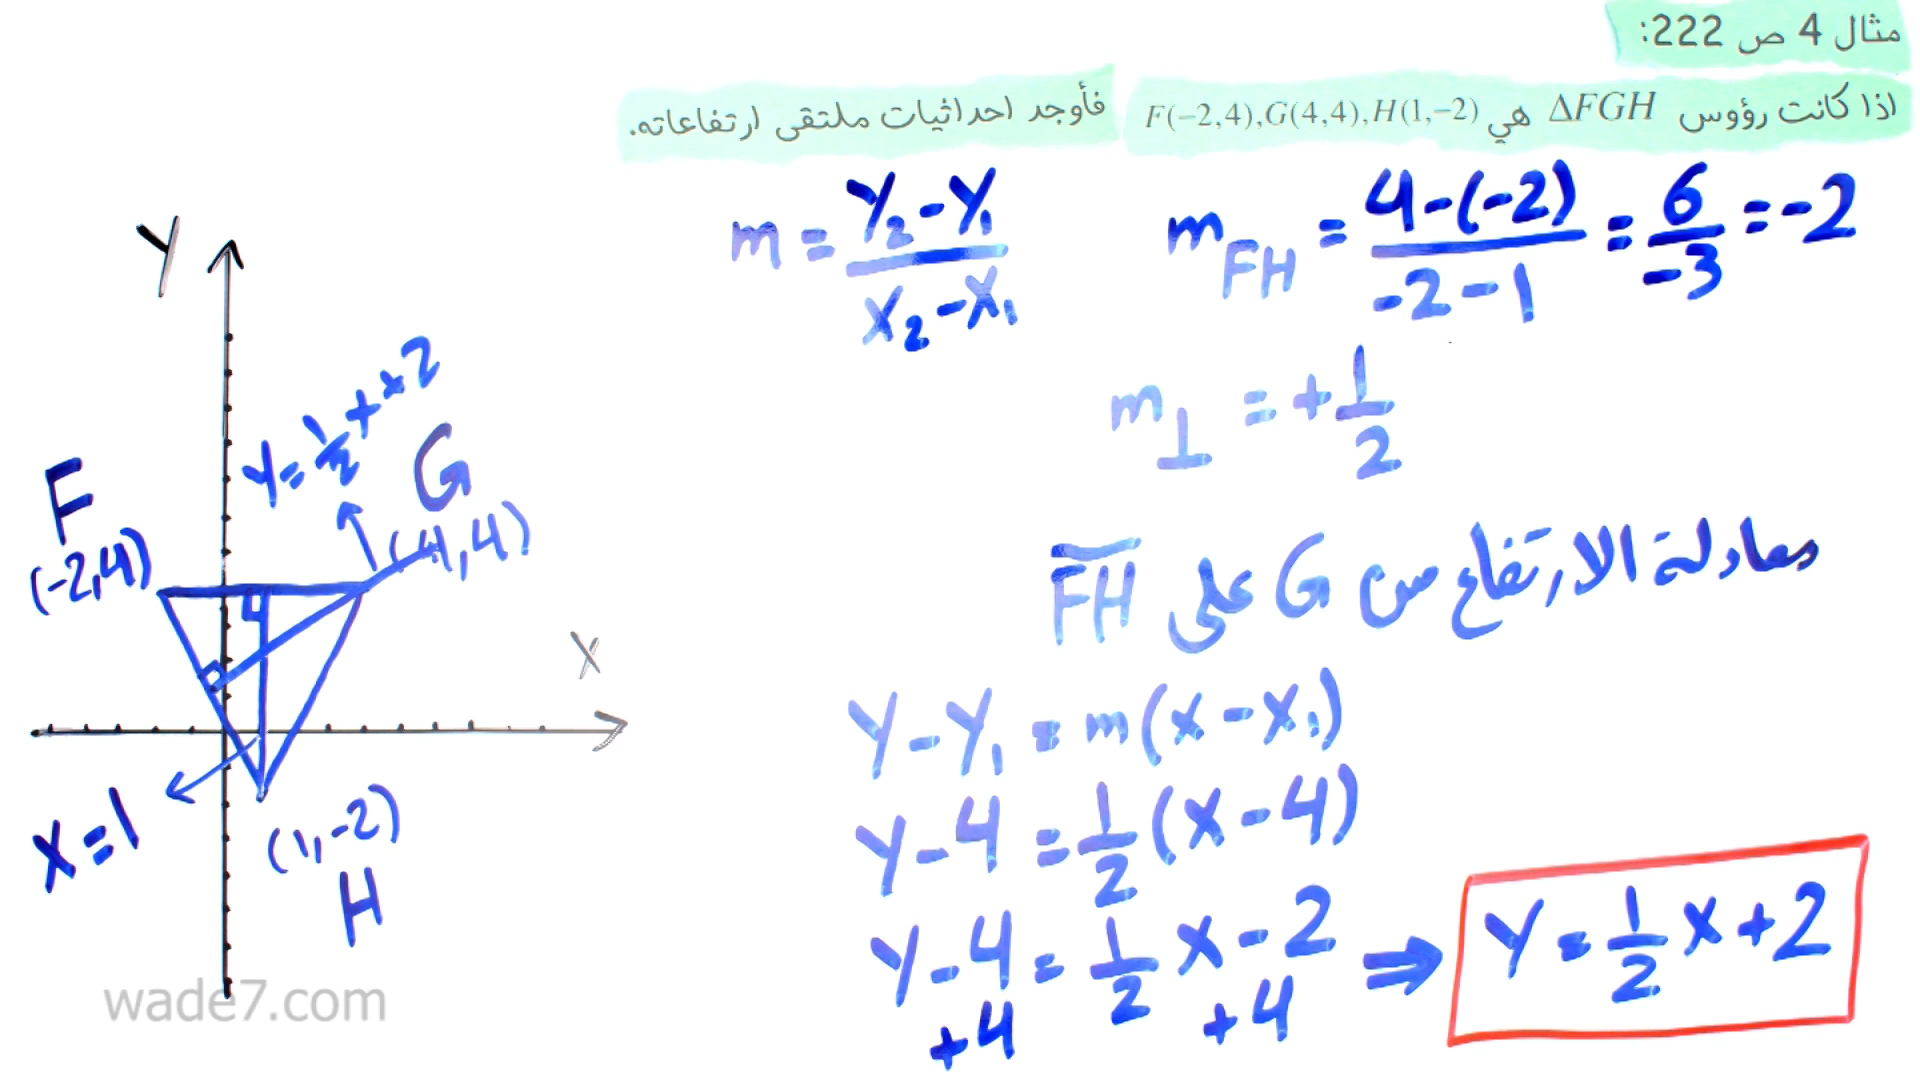 مثال 4 ص 222:
اذا كانت رؤوس ΔFGH هي F(−2,4),G(4,4),H(1,−2) فأوجد احداثيات ملتقى ارتفاعاته.
m = (Y₂-Y₁)/(X₂-X₁)
m_FH = (4-(-2))/(-2-1) = 6/-3 = -2
m⊥ = +1/2
معادلة الارتفاع من G على F̅H̅
Y-Y₁ = m(x-x₁)
Y-4 = 1/2(x-4)
Y-4 = 1/2 x-2 ⇒ Y = 1/2 x+2
+4 +4
Y
Y = 1/2 x + 2
G
(4,4)
F
(-2,4)
X
X=1
(1,-2)
H
wade7.com